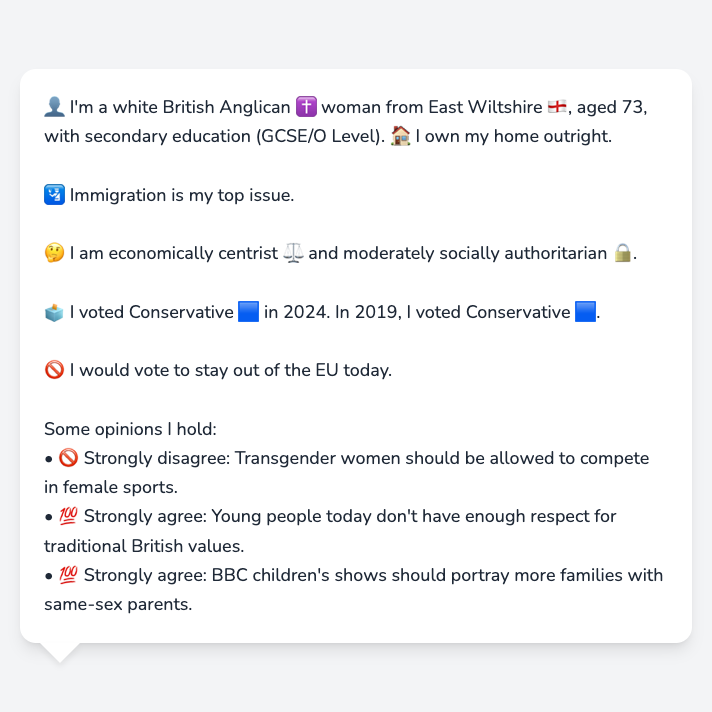 👤 I'm a white British Anglican ✝️ woman from East Wiltshire 🏴󠁧󠁢󠁥󠁮󠁧󠁿, aged 73,
with secondary education (GCSE/O Level). 🏠 I own my home outright.
🛂 Immigration is my top issue.
🤔 I am economically centrist ⚖️ and moderately socially authoritarian 🔒.
🗳️ I voted Conservative 🟦 in 2024. In 2019, I voted Conservative 🟦.
🚫 I would vote to stay out of the EU today.
Some opinions I hold:
• 🚫 Strongly disagree: Transgender women should be allowed to compete
in female sports.
• 💯 Strongly agree: Young people today don't have enough respect for
traditional British values.
• 💯 Strongly agree: BBC children's shows should portray more families with
same-sex parents.